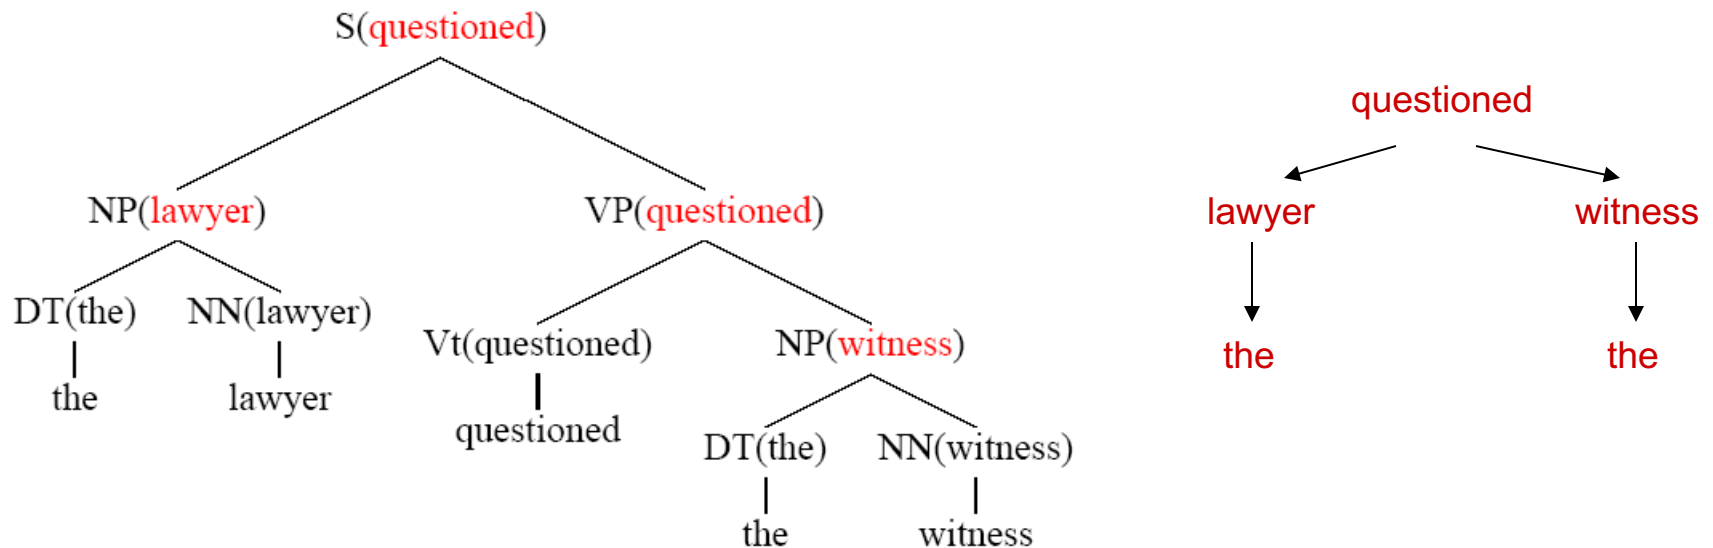 S(questioned)
NP(lawyer) VP(questioned)
DT(the) NN(lawyer) Vt(questioned) NP(witness)
the lawyer questioned
DT(the) NN(witness)
the witness
questioned
lawyer witness
the the